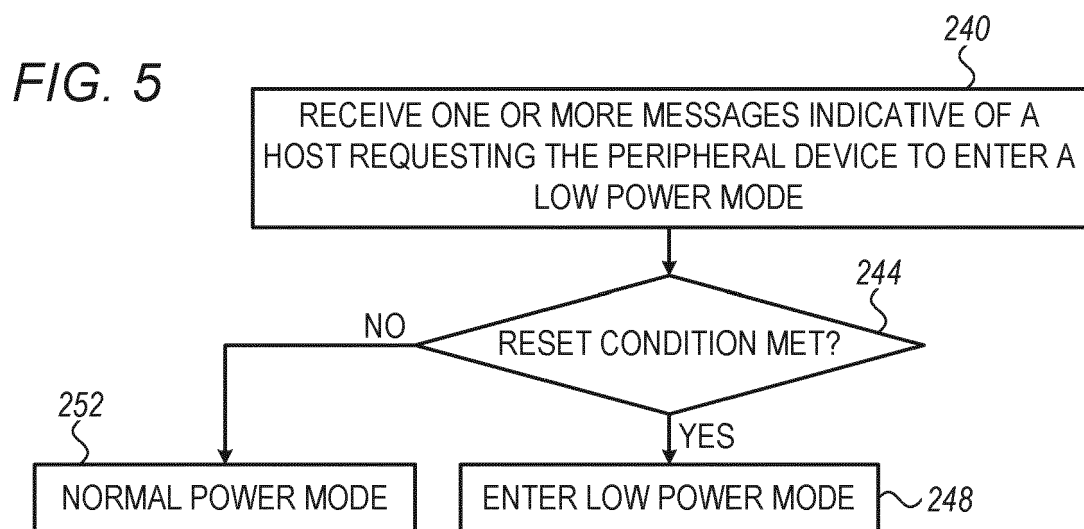 240
FIG. 5
RECEIVE ONE OR MORE MESSAGES INDICATIVE OF A
HOST REQUESTING THE PERIPHERAL DEVICE TO ENTER A
LOW POWER MODE
244
NO
RESET CONDITION MET?
252
YES
NORMAL POWER MODE
ENTER LOW POWER MODE
248